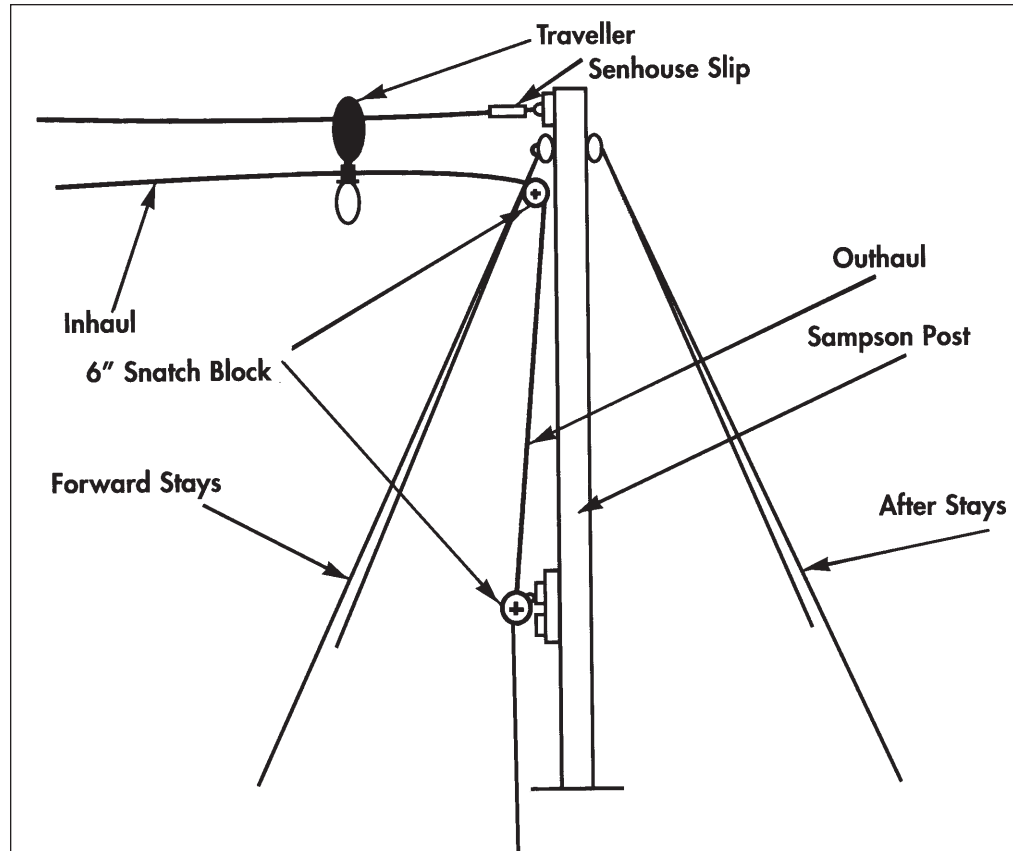 Traveller
Senhouse Slip
Outhaul
Inhaul
Sampson Post
6" Snatch Block
Forward Stays
After Stays